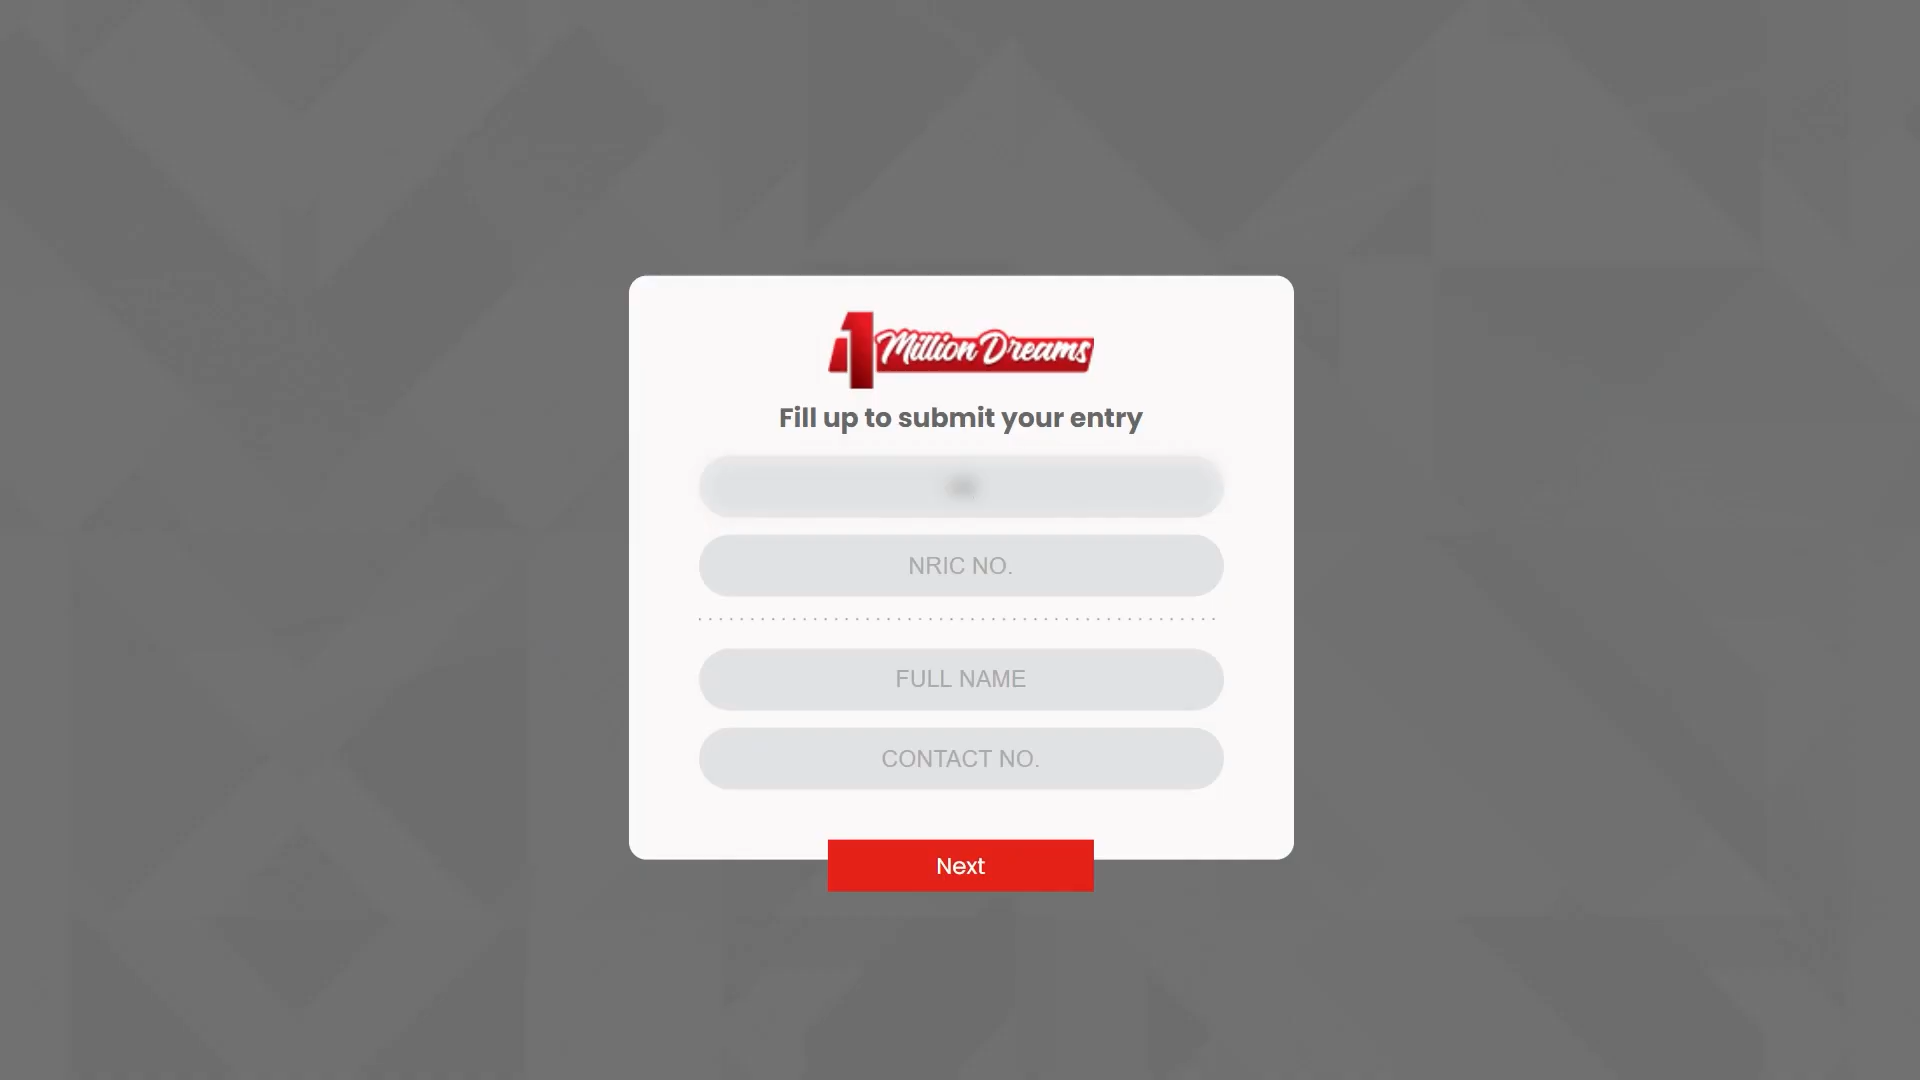 1 Million Dreams
Fill up to submit your entry
NRIC NO.
FULL NAME
CONTACT NO.
Next